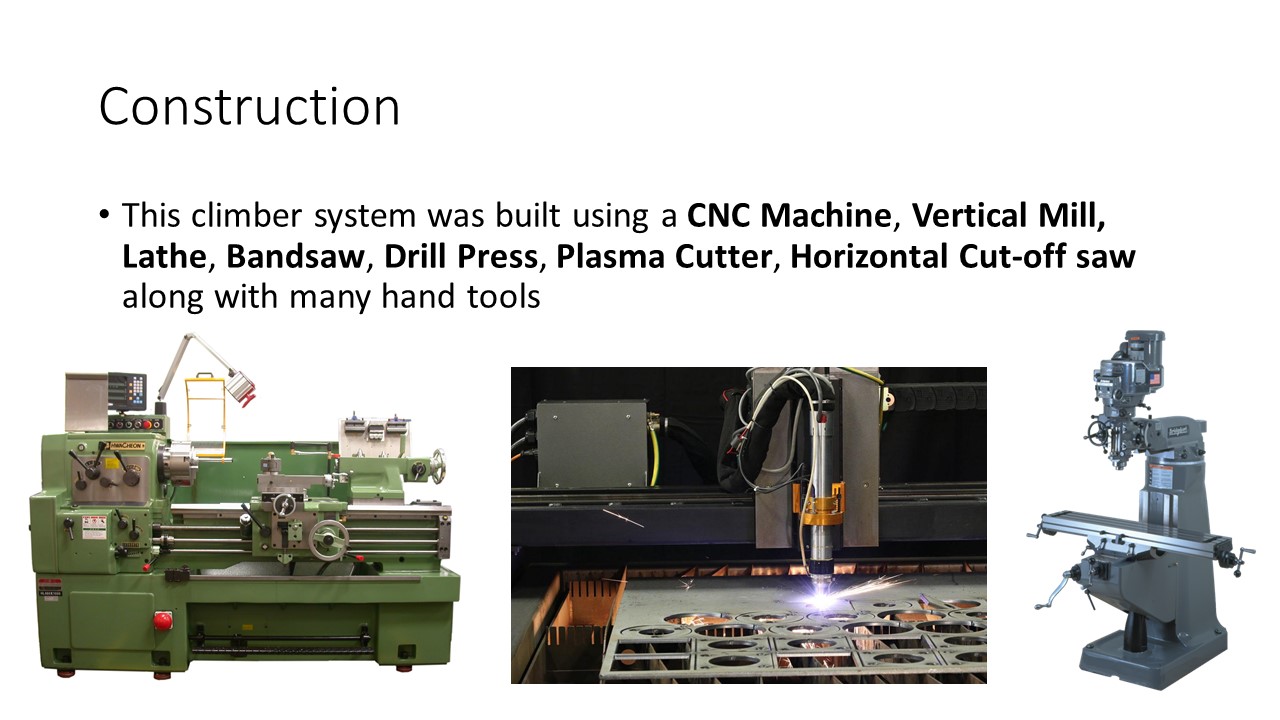 Construction
• This climber system was built using a CNC Machine, Vertical Mill,
Lathe, Bandsaw, Drill Press, Plasma Cutter, Horizontal Cut-off saw
along with many hand tools
HWACHEON